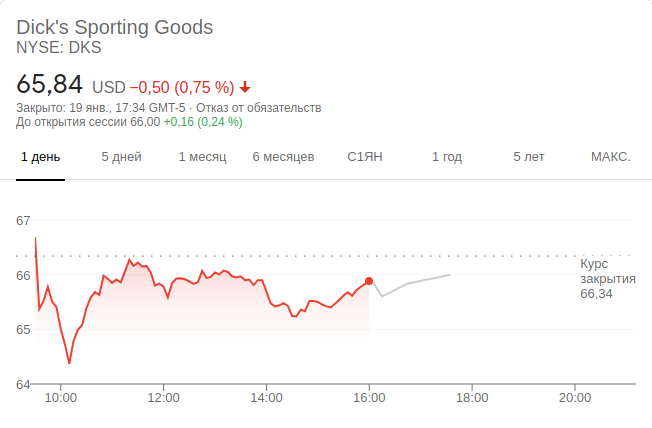 Dick's Sporting Goods
NYSE: DKS
65,84 USD −0,50 (0,75 %)
Закрыто: 19 янв., 17:34 GMT-5 · Отказ от обязательств
До открытия сессии 66,00 +0,16 (0,24 %)
1 день 5 дней 1 месяц 6 месяцев С1ЯН 1 год 5 лет МАКС.
67
66
65
64
Курс
закрытия
66,34
10:00 12:00 14:00 16:00 18:00 20:00